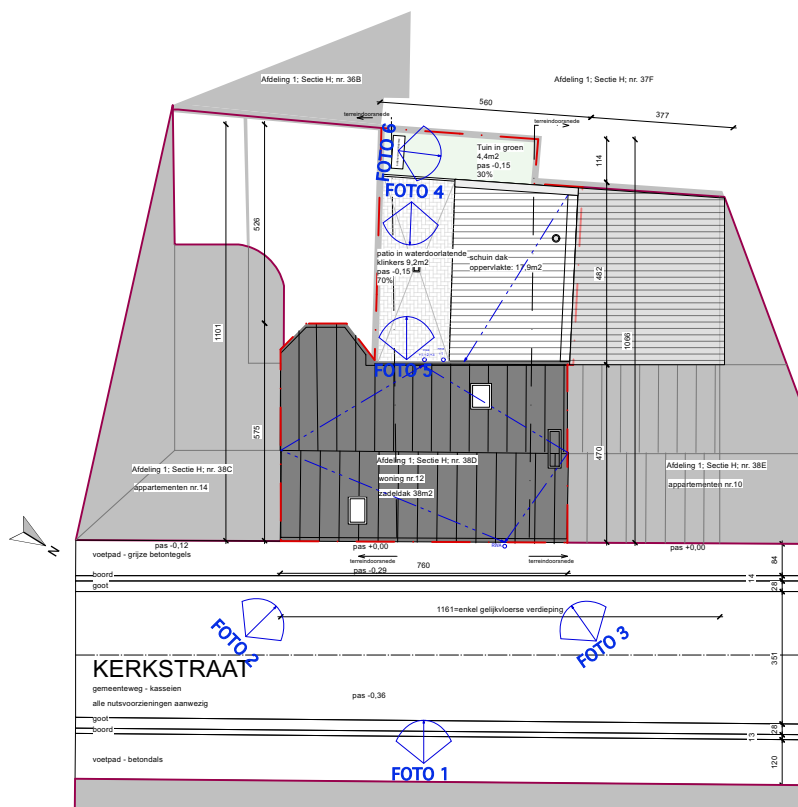 Afdeling 1; Sectie H; nr. 36B
Afdeling 1; Sectie H; nr. 37F
560
377
terreindoorsnede
terreindoorsnede
FOTO 6
Tuin in groen
4,4m2
pas -0,15
30%
114
FOTO 4
526
patio in waterdoorlatende
klinkers 9,2m2
pas -0,15
70%
schuin dak
oppervlakte: 17,9m2
482
1101
1066
FOTO 5
575
470
Afdeling 1; Sectie H; nr. 38C
appartementen nr.14
Afdeling 1; Sectie H; nr. 38D
woning nr.12
zadeldak 38m2
Afdeling 1; Sectie H; nr. 38E
appartementen nr.10
N
pas -0,12
pas +0,00
RWA
pas +0,00
voetpad - grijze betontegels
terreindoorsnede
terreindoorsnede
84
760
pas -0,29
boord
14
goot
28
1161=enkel gelijkvloerse verdieping
FOTO 2
FOTO 3
351
KERKSTRAAT
gemeenteweg - kasseien
pas -0,36
alle nutsvoorzieningen aanwezig
goot
28
boord
13
voetpad - betondals
120
FOTO 1